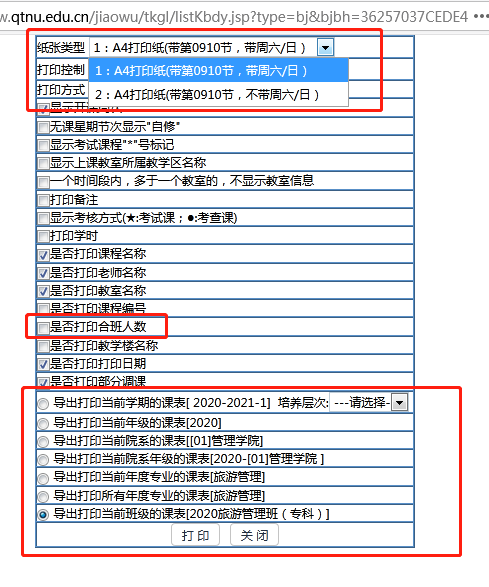 w.qtnu.edu.cn/jiaowu/tkgl/listKbdy.jsp?type=bj&bjbh=36257037CEDE4 •••
纸张类型 1：A4打印纸(带第0910节，带周六/日 )
打印控制 1：A4打印纸(带第0910节，带周六/日 )
打印方式 2：A4打印纸(带第0910节，不带周六/日 )
无课星期节次显示"自修"
显示考试课程"*"号标记
显示上课教室所属教学区名称
一个时间段内，多于一个教室的，不显示教室信息
打印备注
显示考核方式(★:考试课；●:考查课)
打印学时
是否打印课程名称
是否打印老师名称
是否打印教室名称
是否打印课程编号
是否打印合班人数
是否打印教学楼名称
是否打印打印日期
是否打印部分调课
导出打印当前学期的课表[ 2020-2021-1] 培养层次: ---请选择-
导出打印当前年级的课表[2020]
导出打印当前院系的课表[[01]管理学院]
导出打印当前院系年级的课表[2020-[01]管理学院 ]
导出打印当前年度专业的课表[旅游管理]
导出打印所有年度专业的课表[旅游管理]
导出打印当前班级的课表[2020旅游管理班（专科）]
打 印 关 闭